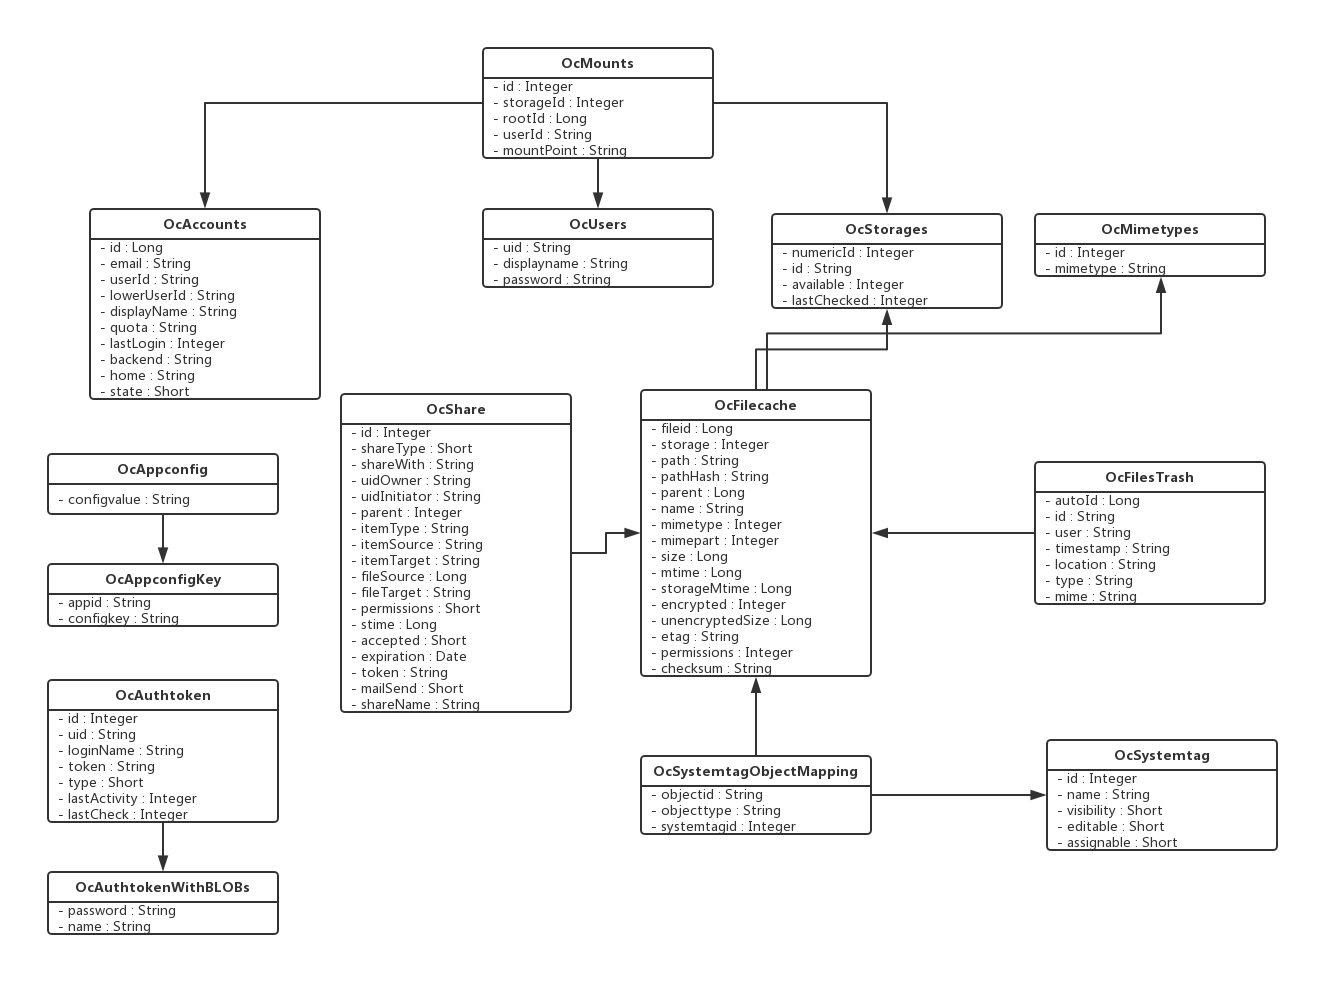 OcMounts
- id : Integer
- storageId : Integer
- rootId : Long
- userId : String
- mountPoint : String
OcAccounts
- id : Long
- email : String
- userId : String
- lowerUserId : String
- displayName : String
- quota : String
- lastLogin : Integer
- backend : String
- home : String
- state : Short
OcUsers
- uid : String
- displayname : String
- password : String
OcStorages
- numericId : Integer
- id : String
- available : Integer
- lastChecked : Integer
OcMimetypes
- id : Integer
- mimetype : String
OcShare
- id : Integer
- shareType : Short
- shareWith : String
- uidOwner : String
- uidInitiator : String
- parent : Integer
- itemType : String
- itemSource : String
- itemTarget : String
- fileSource : Long
- fileTarget : String
- permissions : Short
- stime : Long
- accepted : Short
- expiration : Date
- token : String
- mailSend : Short
- shareName : String
OcFilecache
- fileid : Long
- storage : Integer
- path : String
- pathHash : String
- parent : Long
- name : String
- mimetype : Integer
- mimepart : Integer
- size : Long
- mtime : Long
- storageMtime : Long
- encrypted : Integer
- unencryptedSize : Long
- etag : String
- permissions : Integer
- checksum : String
OcFilesTrash
- autoId : Long
- id : String
- user : String
- timestamp : String
- location : String
- type : String
- mime : String
OcAppconfig
- configvalue : String
OcAppconfigKey
- appid : String
- configkey : String
OcAuthtoken
- id : Integer
- uid : String
- loginName : String
- token : String
- type : Short
- lastActivity : Integer
- lastCheck : Integer
OcAuthtokenWithBLOBs
- password : String
- name : String
OcSystemtagObjectMapping
- objectid : String
- objecttype : String
- systemtagid : Integer
OcSystemtag
- id : Integer
- name : String
- visibility : Short
- editable : Short
- assignable : Short